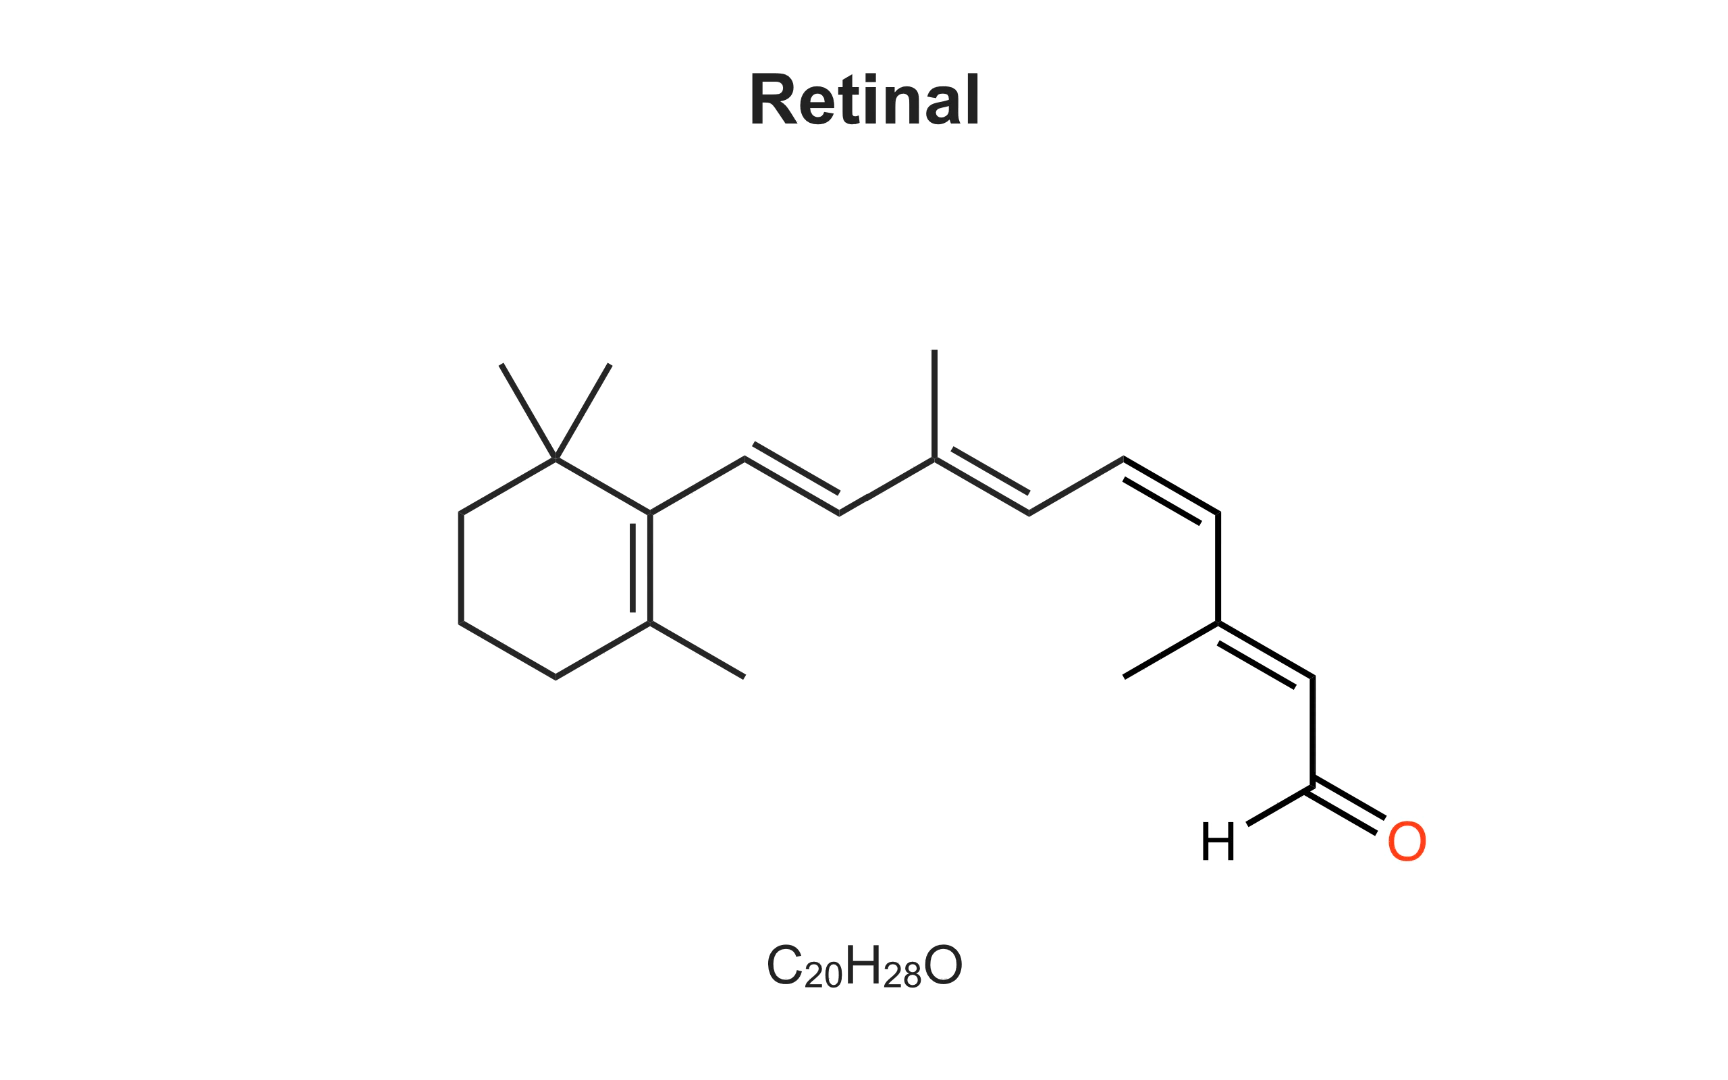 Retinal
H
O
C₂₀H₂₈O